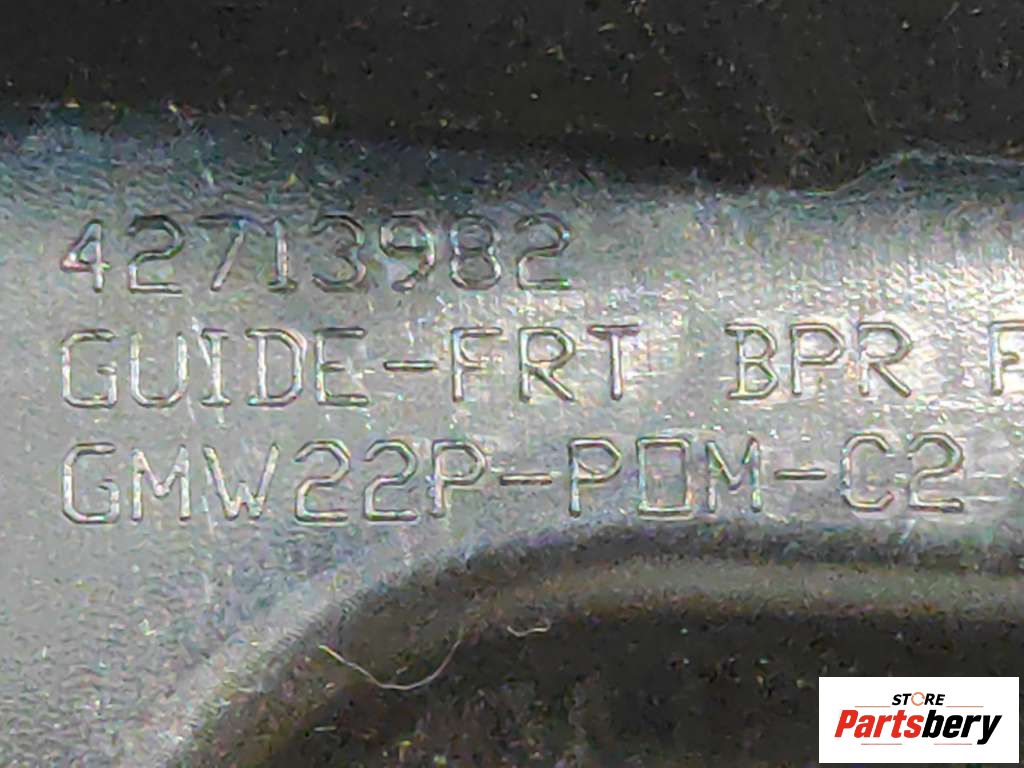 42713982
GUIDE-FRT BPR F
GMW22P-POM-C2
STORE
Partsbery